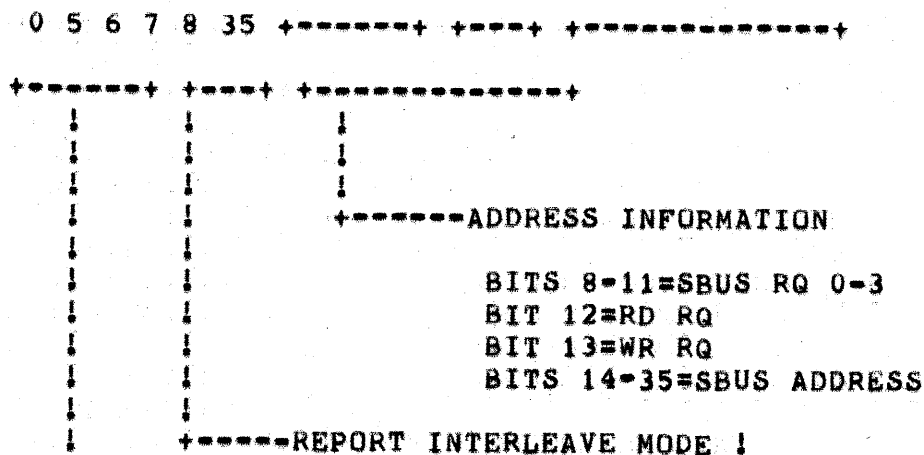 0 5 6 7 8 35 +------+ +---+ +-------------+
+------+ +---+ +-------------+
! ! !
! ! !
! ! !
! ! +------ADDRESS INFORMATION
! !
! ! BITS 8-11=SBUS RQ 0-3
! ! BIT 12=RD RQ
! ! BIT 13=WR RQ
! ! BITS 14-35=SBUS ADDRESS
! !
! +-----REPORT INTERLEAVE MODE !